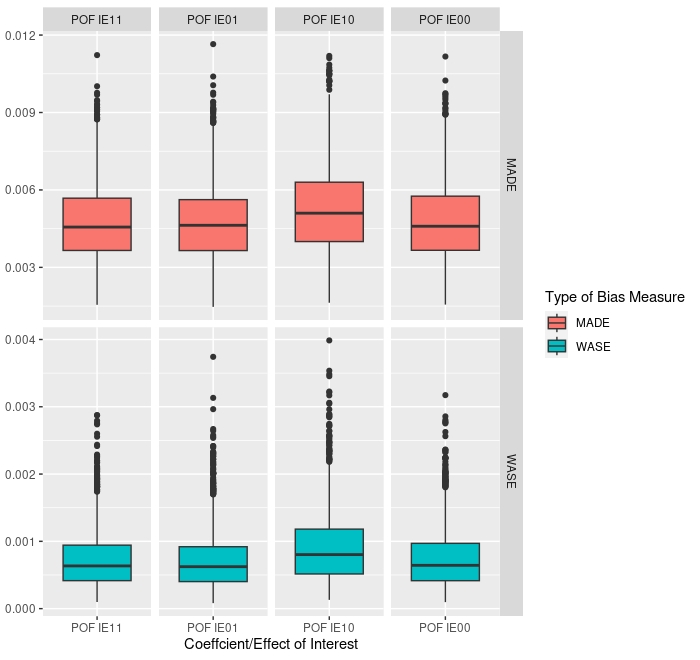 POF IE11 POF IE01 POF IE10 POF IE00
0.012
0.009
0.006
0.003
MADE
0.004
0.003
0.002
0.001
0.000
WASE
POF IE11 POF IE01 POF IE10 POF IE00
Coeffcient/Effect of Interest
Type of Bias Measure
MADE
WASE